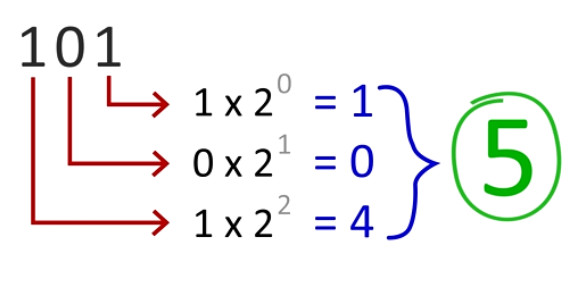 101
1 x 2⁰ = 1
0 x 2¹ = 0
1 x 2² = 4
5